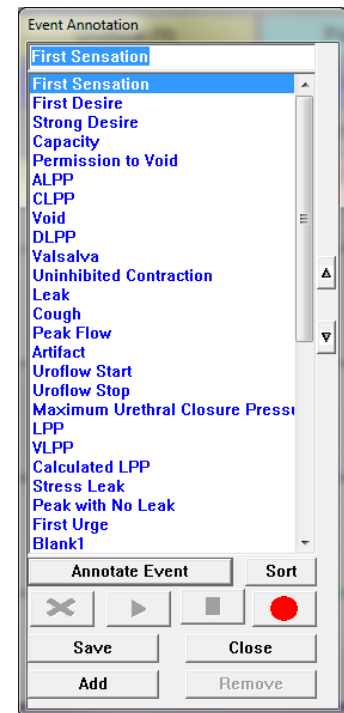 Event Annotation
First Sensation
First Sensation
First Desire
Strong Desire
Capacity
Permission to Void
ALPP
CLPP
Void
DLPP
Valsalva
Uninhibited Contraction
Leak
Cough
Peak Flow
Artifact
Uroflow Start
Uroflow Stop
Maximum Urethral Closure Pressu
LPP
VLPP
Calculated LPP
Stress Leak
Peak with No Leak
First Urge
Blank1
Annotate Event Sort
Save Close
Add Remove